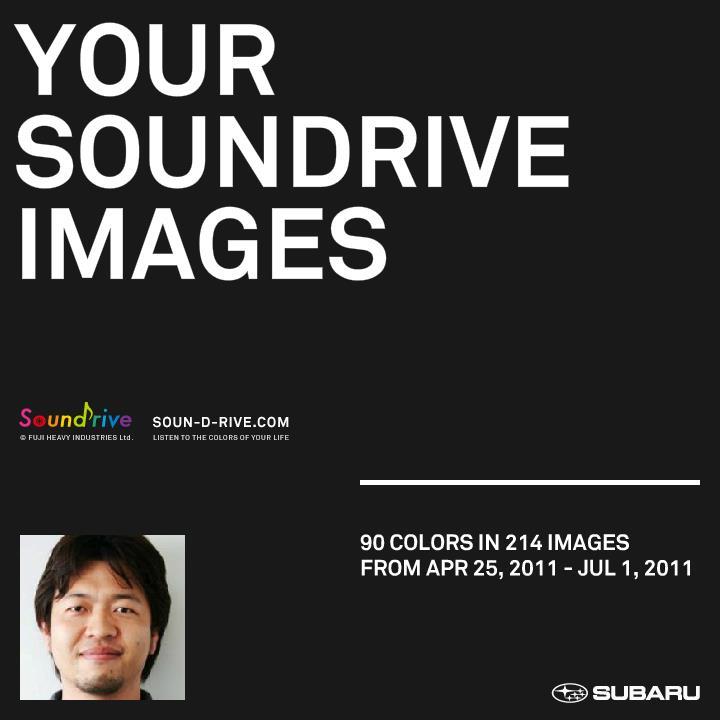 YOUR
SOUNDRIVE
IMAGES
Soundrive
© FUJI HEAVY INDUSTRIES Ltd.
SOUN-D-RIVE.COM
LISTEN TO THE COLORS OF YOUR LIFE
90 COLORS IN 214 IMAGES
FROM APR 25, 2011 - JUL 1, 2011
SUBARU